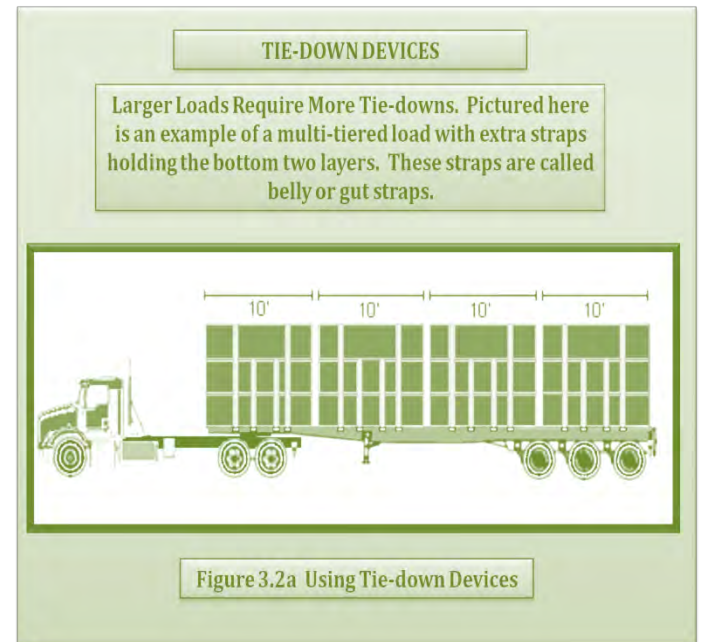 TIE-DOWN DEVICES
Larger Loads Require More Tie-downs. Pictured here
is an example of a multi-tiered load with extra straps
holding the bottom two layers. These straps are called
belly or gut straps.
10' 10' 10' 10'
Figure 3.2a Using Tie-down Devices